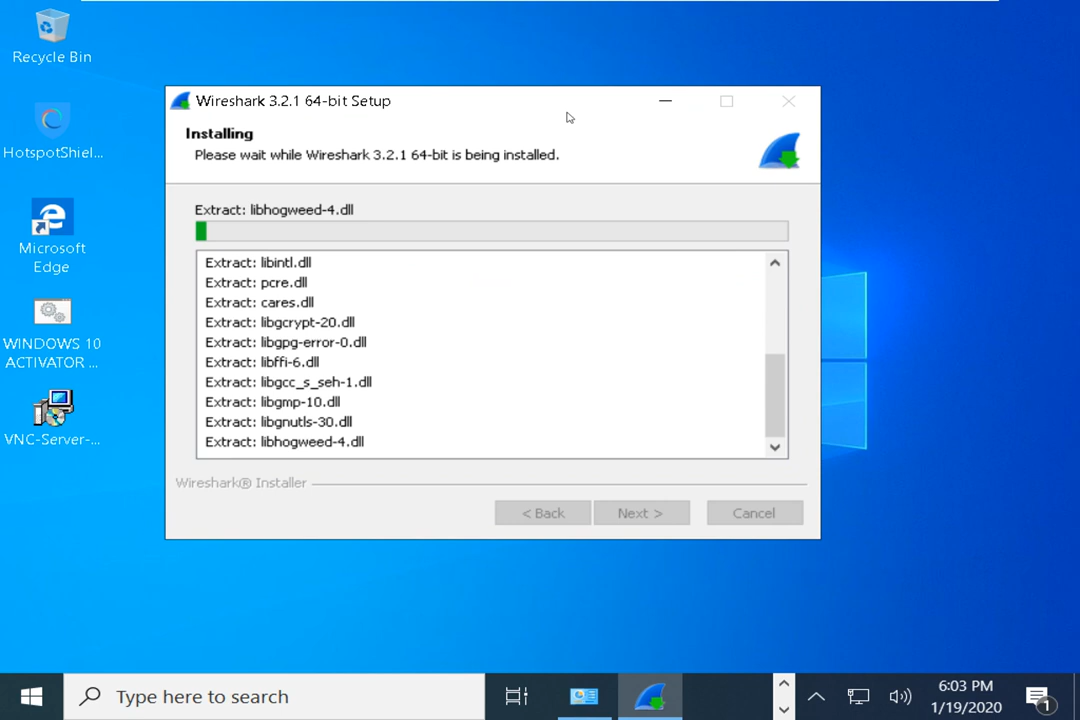 Recycle Bin
HotspotShiel...
Microsoft
Edge
WINDOWS 10
ACTIVATOR ...
VNC-Server-...
Wireshark 3.2.1 64-bit Setup
Installing
Please wait while Wireshark 3.2.1 64-bit is being installed.
Extract: libhogweed-4.dll
Extract: libintl.dll
Extract: pcre.dll
Extract: cares.dll
Extract: libgcrypt-20.dll
Extract: libgpg-error-0.dll
Extract: libffi-6.dll
Extract: libgcc_s_seh-1.dll
Extract: libgmp-10.dll
Extract: libgnutls-30.dll
Extract: libhogweed-4.dll
Wireshark® Installer
< Back
Next >
Cancel
Type here to search
6:03 PM
1/19/2020
1